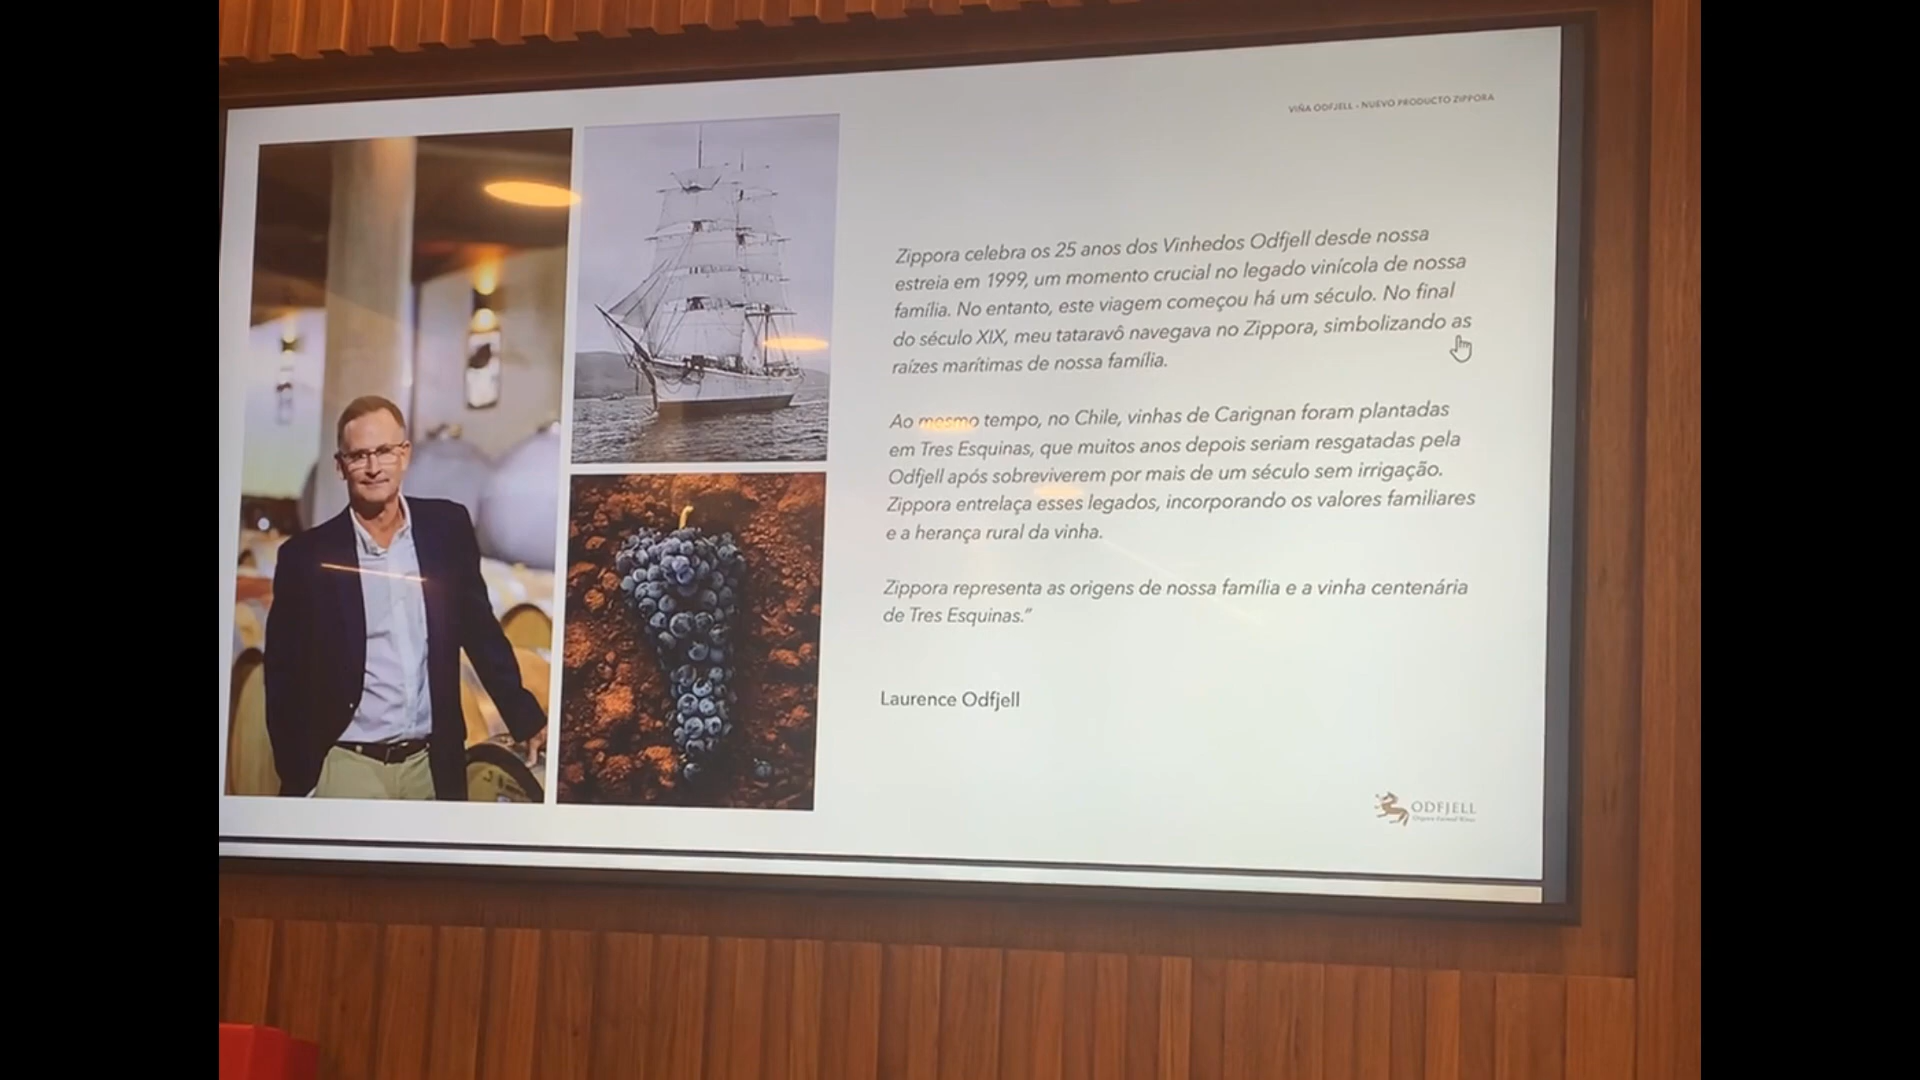 VIÑA ODFJELL - NUEVO PRODUCTO ZIPPORA
Zippora celebra os 25 anos dos Vinhedos Odfjell desde nossa
estreia em 1999, um momento crucial no legado vinícola de nossa
família. No entanto, este viagem começou há um século. No final
do século XIX, meu tataravô navegava no Zippora, simbolizando as
raízes marítimas de nossa família.
Ao mesmo tempo, no Chile, vinhas de Carignan foram plantadas
em Tres Esquinas, que muitos anos depois seriam resgatadas pela
Odfjell após sobreviverem por mais de um século sem irrigação.
Zippora entrelaça esses legados, incorporando os valores familiares
e a herança rural da vinha.
Zippora representa as origens de nossa família e a vinha centenária
de Tres Esquinas.”
Laurence Odfjell
ODFJELL